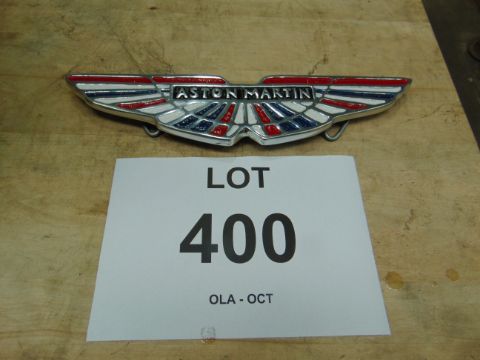 ASTON MARTIN
LOT
400
OLA - OCT